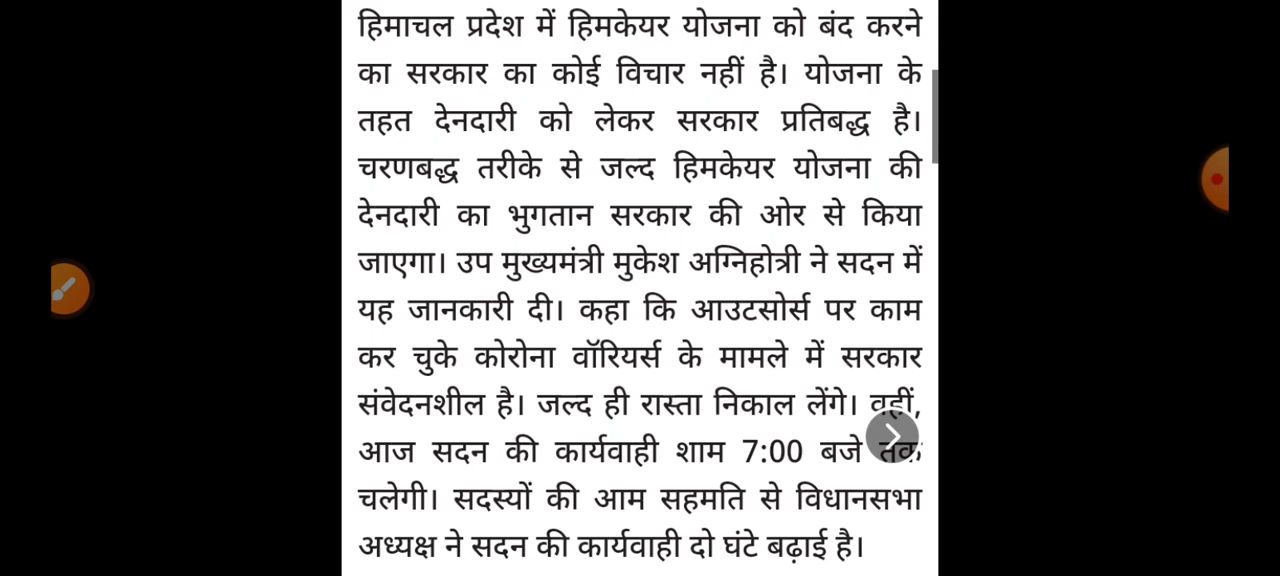 हिमाचल प्रदेश में हिमकेयर योजना को बंद करने
का सरकार का कोई विचार नहीं है। योजना के
तहत देनदारी को लेकर सरकार प्रतिबद्ध है।
चरणबद्ध तरीके से जल्द हिमकेयर योजना की
देनदारी का भुगतान सरकार की ओर से किया
जाएगा। उप मुख्यमंत्री मुकेश अग्निहोत्री ने सदन में
यह जानकारी दी। कहा कि आउटसोर्स पर काम
कर चुके कोरोना वॉरियर्स के मामले में सरकार
संवेदनशील है। जल्द ही रास्ता निकाल लेंगे। वहीं,
आज सदन की कार्यवाही शाम 7:00 बजे तक
चलेगी। सदस्यों की आम सहमति से विधानसभा
अध्यक्ष ने सदन की कार्यवाही दो घंटे बढ़ाई है।